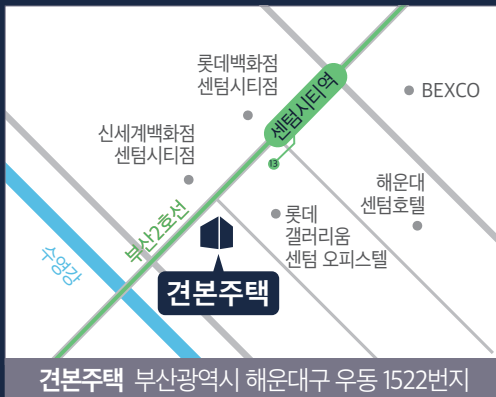 롯데백화점
센텀시티점
센텀시티역
BEXCO
13
신세계백화점
센텀시티점
해운대
센텀호텔
부산2호선
롯데
갤러리움
센텀 오피스텔
수영강
견본주택
견본주택 부산광역시 해운대구 우동 1522번지